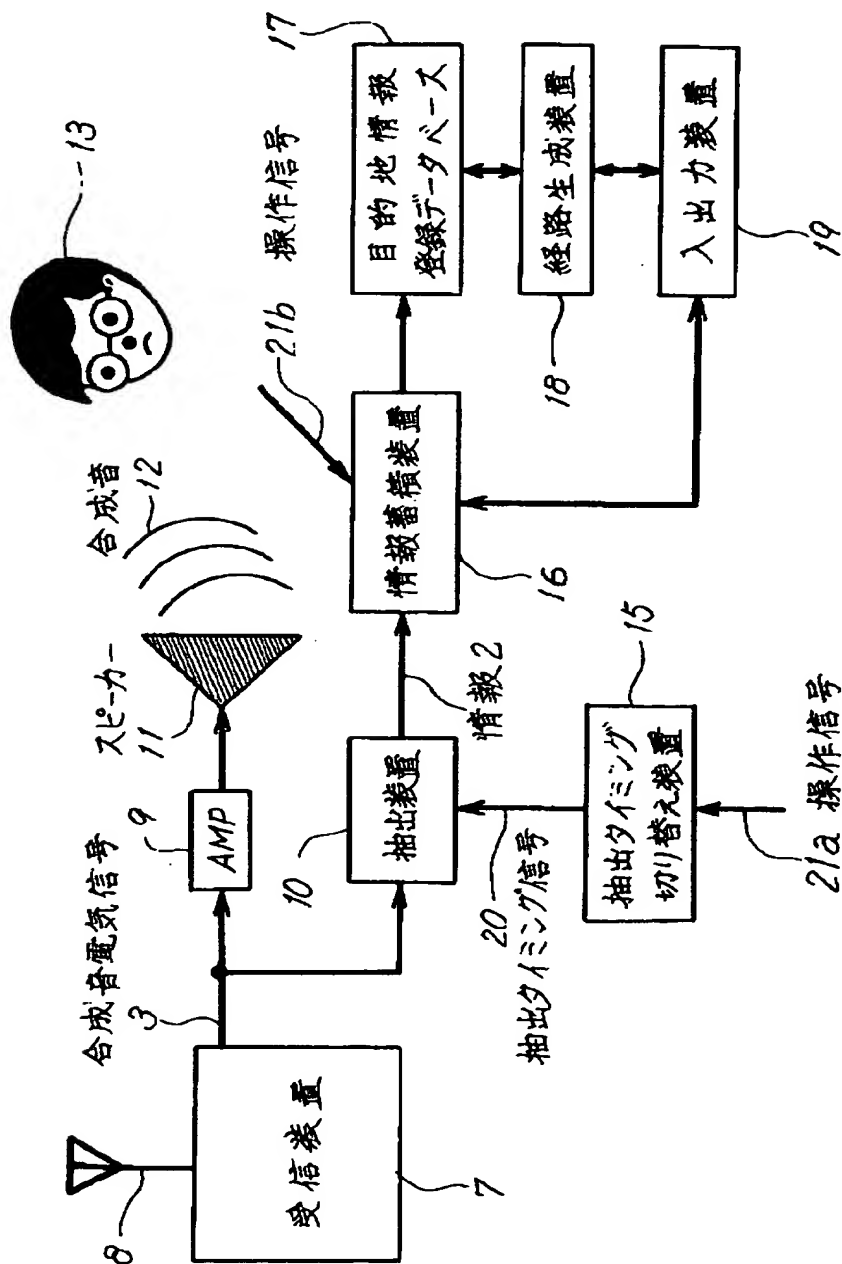 8
受信装置
7
合成音電気信号
3
9
AMP
スピーカー
11
合成音
12
13
10
抽出装置
情報2
20
抽出タイミング信号
抽出タイミング
切り替え装置
15
21a 操作信号
21b 操作信号
情報蓄積装置
16
目的地情報
登録データベース
17
経路生成装置
18
入出力装置
19